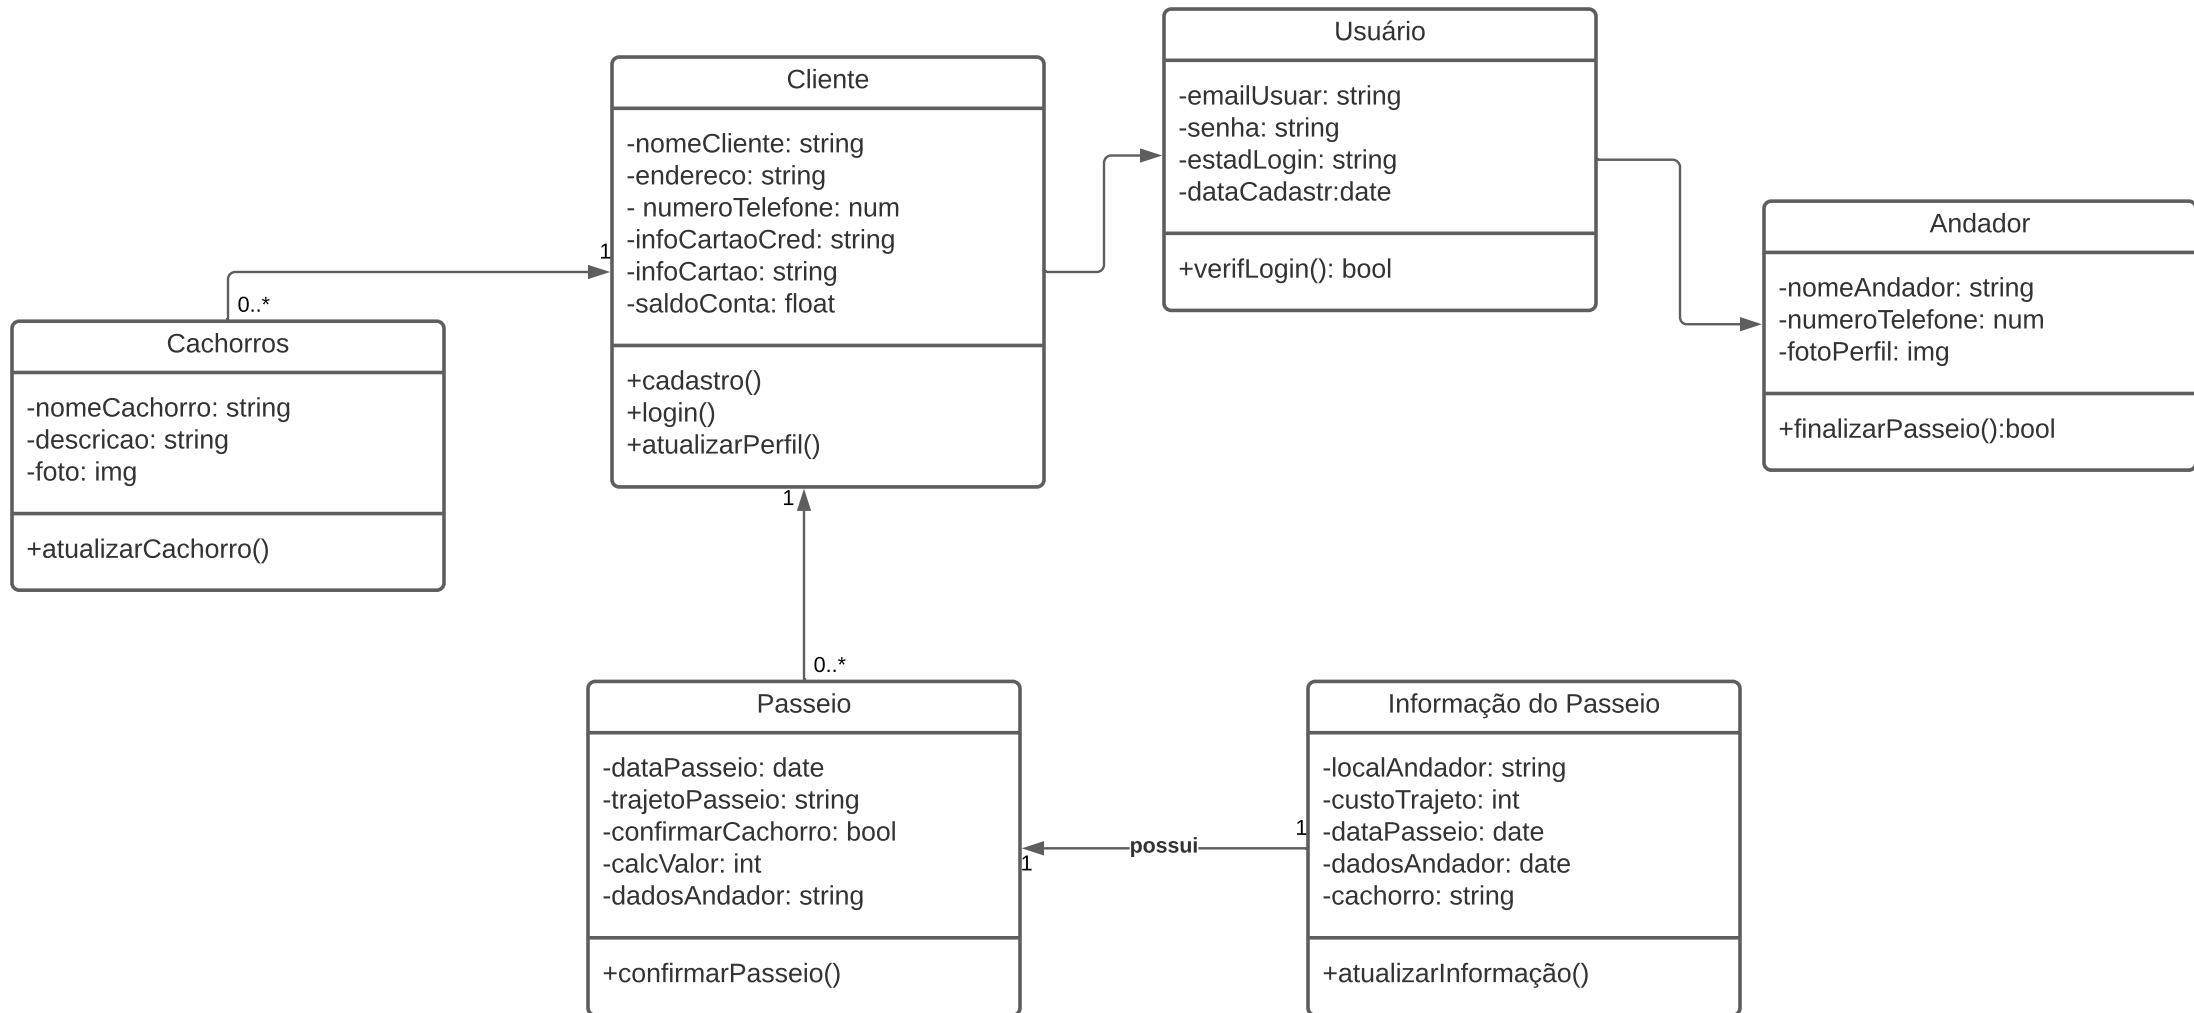 Usuário
-emailUsuar: string
-senha: string
-estadLogin: string
-dataCadastr:date
+verifLogin(): bool
Cliente
-nomeCliente: string
-endereco: string
- numeroTelefone: num
-infoCartaoCred: string
-infoCartao: string
-saldoConta: float
+cadastro()
+login()
+atualizarPerfil()
Andador
-nomeAndador: string
-numeroTelefone: num
-fotoPerfil: img
+finalizarPasseio():bool
1
0..*
Cachorros
-nomeCachorro: string
-descricao: string
-foto: img
+atualizarCachorro()
1
0..*
Passeio
-dataPasseio: date
-trajetoPasseio: string
-confirmarCachorro: bool
-calcValor: int
-dadosAndador: string
+confirmarPasseio()
1
possui
1
Informação do Passeio
-localAndador: string
-custoTrajeto: int
-dataPasseio: date
-dadosAndador: date
-cachorro: string
+atualizarInformação()